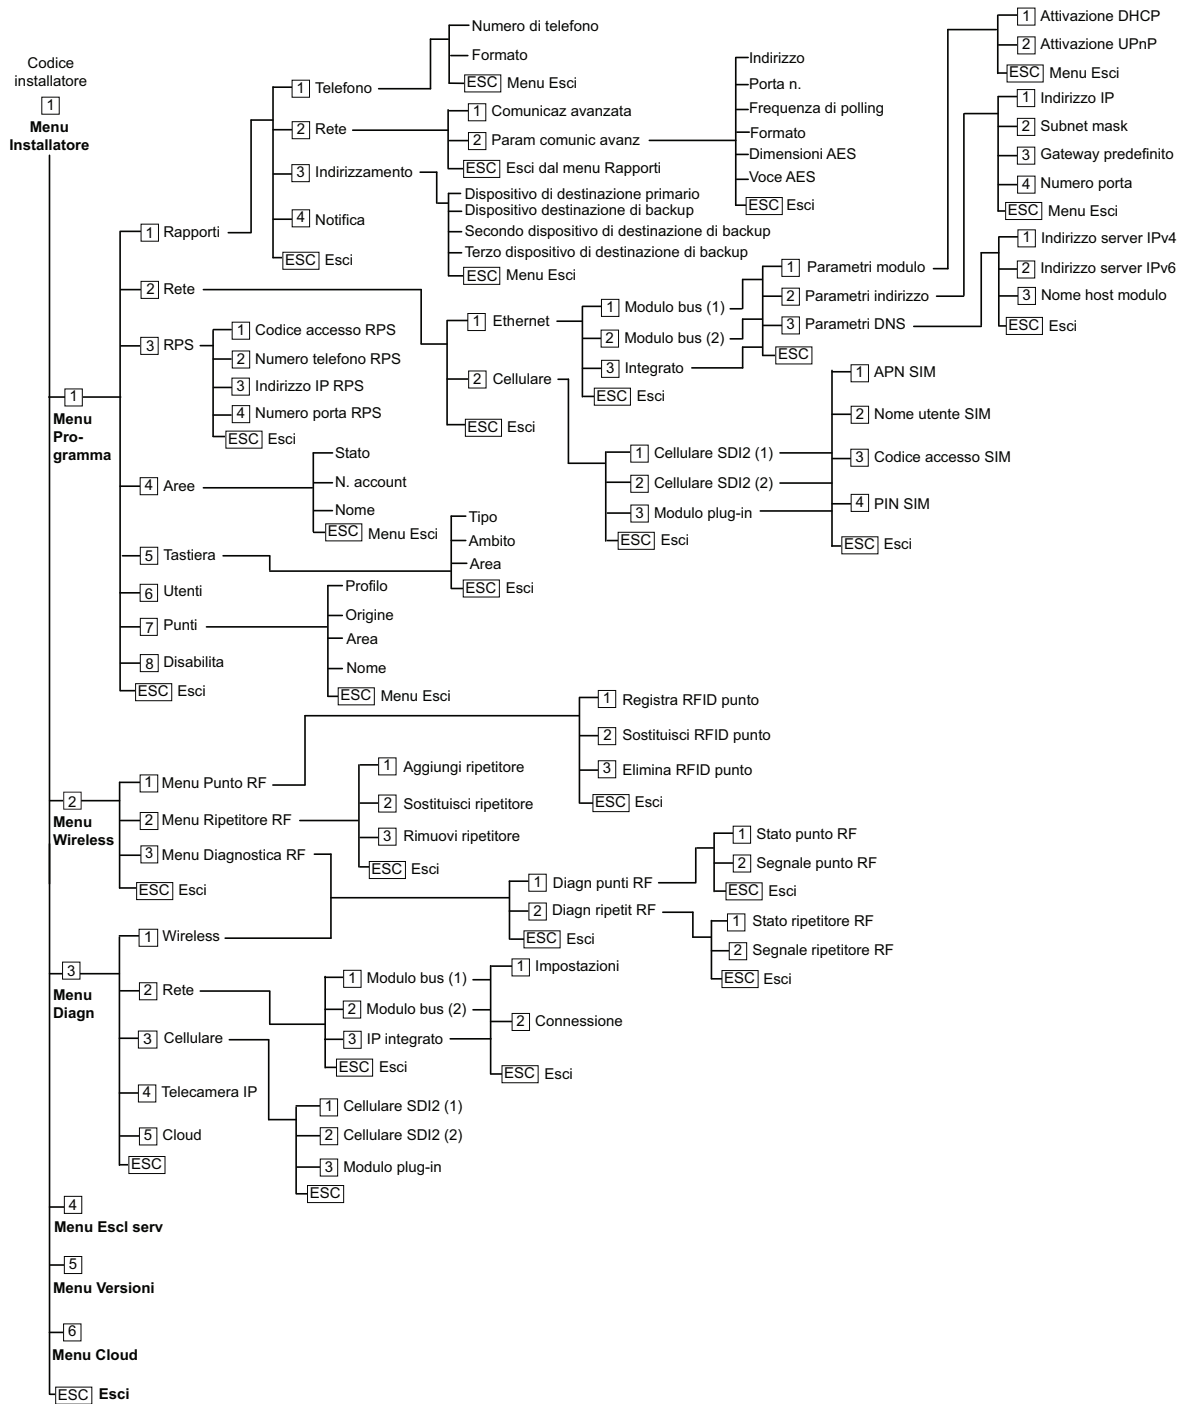 Codice
installatore
1
Menu
Installatore
1
Menu
Pro-
gramma
1 Rapporti
1 Telefono
Numero di telefono
Formato
ESC Menu Esci
2 Rete
1 Comunicaz avanzata
2 Param comunic avanz
Indirizzo
Porta n.
Frequenza di polling
Formato
Dimensioni AES
Voce AES
ESC Esci
ESC Esci dal menu Rapporti
3 Indirizzamento
Dispositivo di destinazione primario
Dispositivo destinazione di backup
Secondo dispositivo di destinazione di backup
Terzo dispositivo di destinazione di backup
ESC Menu Esci
4 Notifica
ESC Esci
2 Rete
1 Ethernet
1 Modulo bus (1)
2 Modulo bus (2)
3 Integrato
ESC Esci
1 Parametri modulo
1 Attivazione DHCP
2 Attivazione UPnP
ESC Menu Esci
2 Parametri indirizzo
1 Indirizzo IP
2 Subnet mask
3 Gateway predefinito
4 Numero porta
ESC Menu Esci
3 Parametri DNS
1 Indirizzo server IPv4
2 Indirizzo server IPv6
3 Nome host modulo
ESC Esci
ESC
2 Cellulare
1 Cellulare SDI2 (1)
2 Cellulare SDI2 (2)
3 Modulo plug-in
ESC Esci
1 APN SIM
2 Nome utente SIM
3 Codice accesso SIM
4 PIN SIM
ESC Esci
ESC Esci
3 RPS
1 Codice accesso RPS
2 Numero telefono RPS
3 Indirizzo IP RPS
4 Numero porta RPS
ESC Esci
4 Aree
Stato
N. account
Nome
ESC Menu Esci
5 Tastiera
Tipo
Ambito
Area
ESC Esci
6 Utenti
7 Punti
Profilo
Origine
Area
Nome
ESC Menu Esci
8 Disabilita
ESC Esci
2
Menu
Wireless
1 Menu Punto RF
1 Registra RFID punto
2 Sostituisci RFID punto
3 Elimina RFID punto
ESC Esci
2 Menu Ripetitore RF
1 Aggiungi ripetitore
2 Sostituisci ripetitore
3 Rimuovi ripetitore
ESC Esci
3 Menu Diagnostica RF
ESC Esci
1 Diagn punti RF
1 Stato punto RF
2 Segnale punto RF
ESC Esci
2 Diagn ripetit RF
1 Stato ripetitore RF
2 Segnale ripetitore RF
ESC Esci
ESC Esci
3
Menu
Diagn
1 Wireless
2 Rete
1 Modulo bus (1)
2 Modulo bus (2)
3 IP integrato
ESC Esci
1 Impostazioni
2 Connessione
ESC Esci
3 Cellulare
1 Cellulare SDI2 (1)
2 Cellulare SDI2 (2)
3 Modulo plug-in
ESC
4 Telecamera IP
5 Cloud
ESC
4
Menu Escl serv
5
Menu Versioni
6
Menu Cloud
ESC Esci